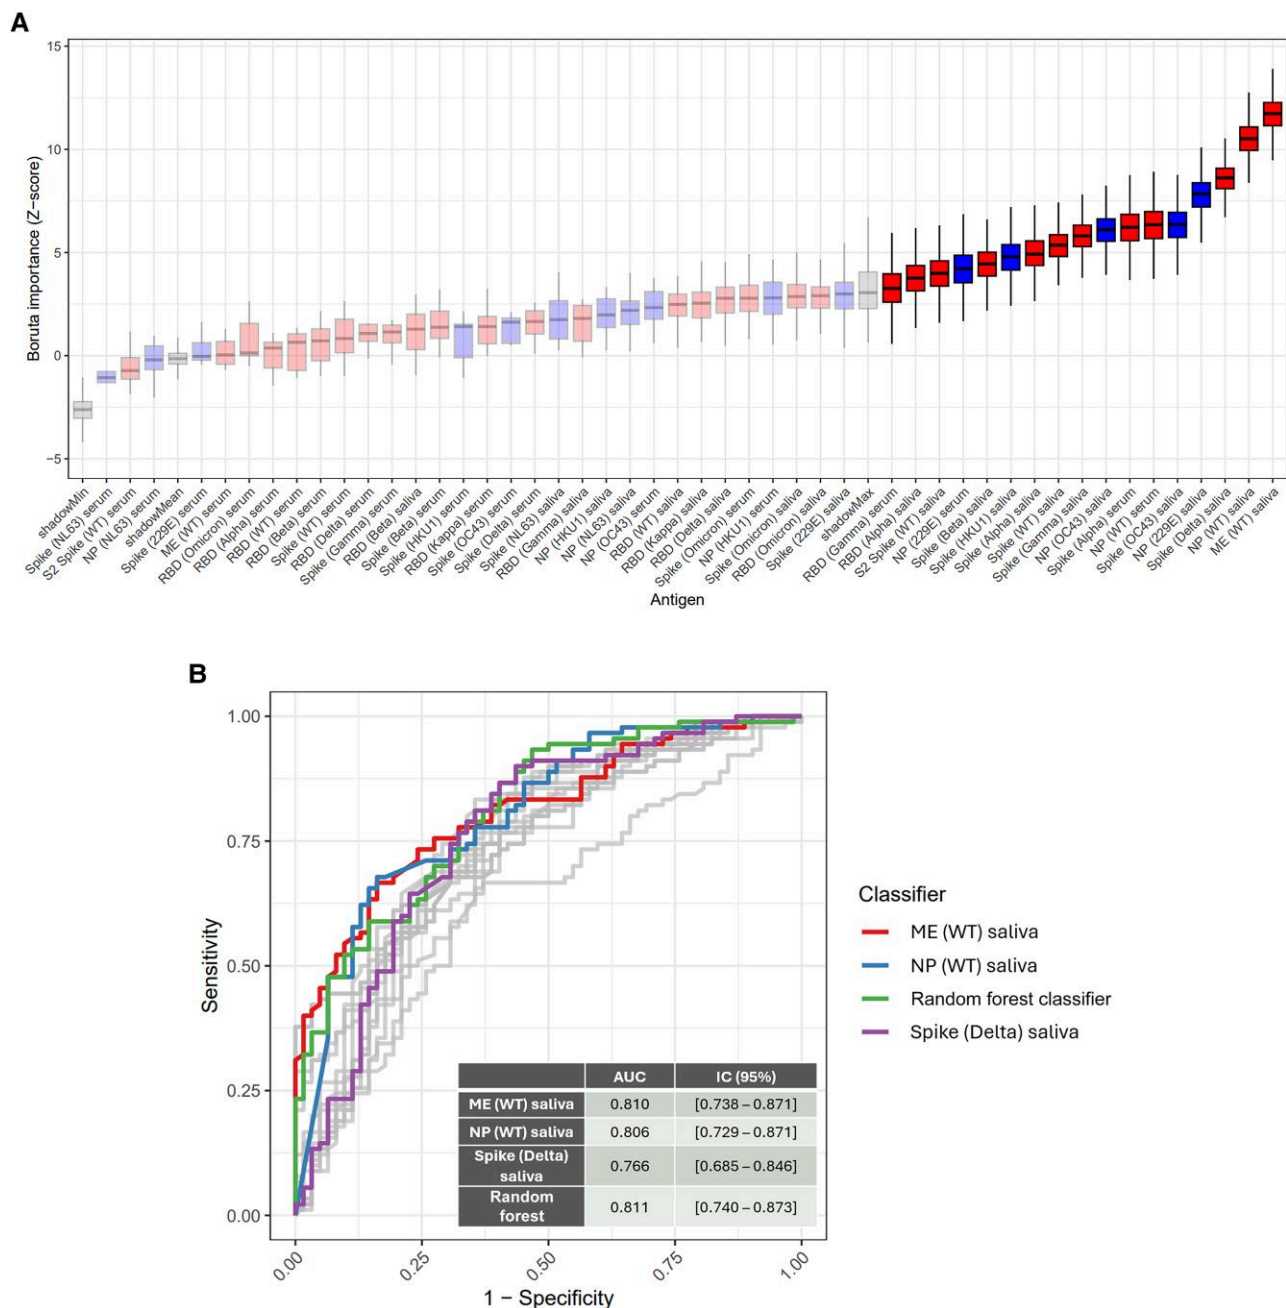 A
Boruta importance (Z−score)
15
10
5
0
−5
shadowMin
Spike (NL63) serum
S2 Spike (WT) serum
NP (NL63) serum
shadowMean
Spike (229E) serum
ME (WT) serum
RBD (Omicron) serum
RBD (Alpha) serum
RBD (WT) serum
RBD (Beta) serum
Spike (WT) serum
RBD (Delta) serum
Spike (Gamma) serum
RBD (Beta) saliva
Spike (Beta) serum
Spike (HKU1) serum
RBD (Kappa) serum
Spike (OC43) serum
Spike (Delta) serum
Spike (NL63) saliva
RBD (Gamma) saliva
NP (HKU1) saliva
NP (NL63) saliva
NP (OC43) serum
RBD (WT) saliva
RBD (Kappa) saliva
RBD (Delta) saliva
Spike (Omicron) serum
NP (HKU1) serum
Spike (Omicron) saliva
RBD (Omicron) saliva
Spike (229E) saliva
shadowMax
RBD (Gamma) serum
RBD (Alpha) saliva
S2 Spike (WT) saliva
NP (229E) serum
Spike (Beta) saliva
Spike (HKU1) saliva
Spike (Alpha) saliva
Spike (WT) saliva
Spike (Gamma) saliva
NP (OC43) saliva
Spike (Alpha) serum
NP (WT) serum
Spike (OC43) saliva
NP (229E) saliva
Spike (Delta) saliva
NP (WT) saliva
ME (WT) saliva
Antigen
B
Sensitivity
1.00
0.75
0.50
0.25
0.00
AUC IC (95%)
ME (WT) saliva 0.810 [0.738 – 0.871]
NP (WT) saliva 0.806 [0.729 – 0.871]
Spike (Delta)
saliva 0.766 [0.685 – 0.846]
Random
forest 0.811 [0.740 – 0.873]
0.00 0.25 0.50 0.75 1.00
1 − Specificity
Classifier
ME (WT) saliva
NP (WT) saliva
Random forest classifier
Spike (Delta) saliva